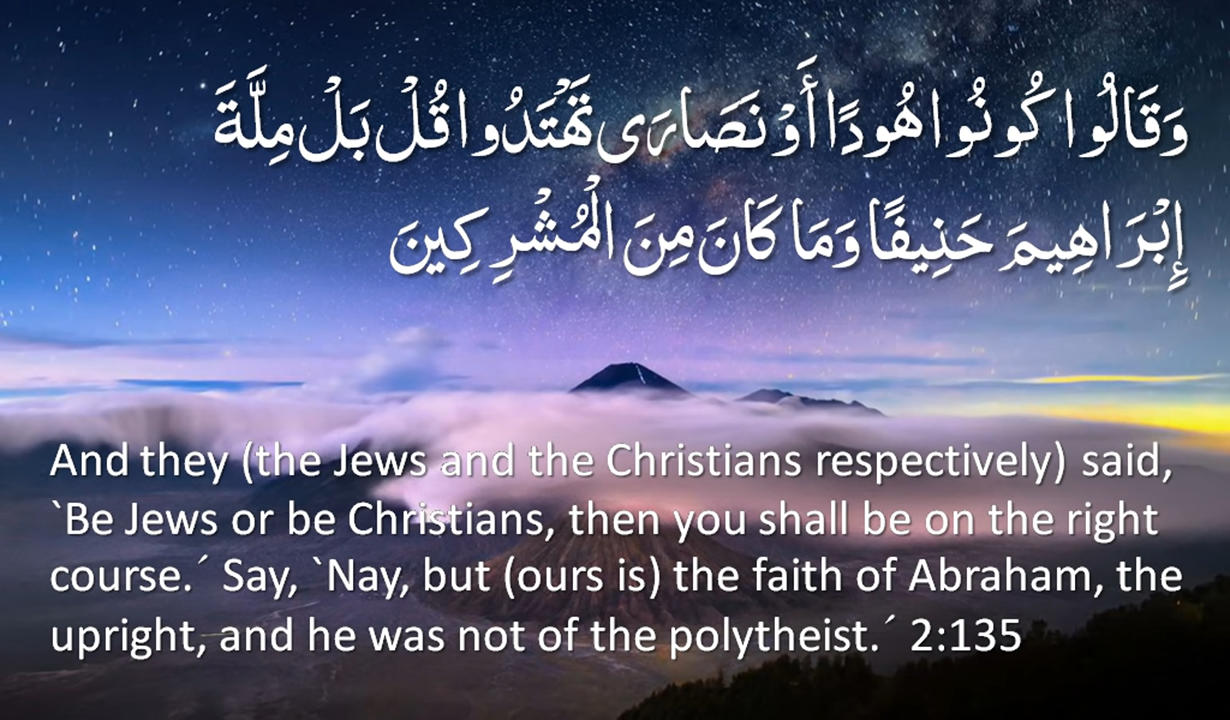 وَقَالُوا كُونُوا هُودًا أَوْ نَصَارَى تَهْتَدُوا قُلْ بَلْ مِلَّةَ
إِبْرَاهِيمَ حَنِيفًا وَمَا كَانَ مِنَ الْمُشْرِكِينَ
And they (the Jews and the Christians respectively) said,
`Be Jews or be Christians, then you shall be on the right
course.´ Say, `Nay, but (ours is) the faith of Abraham, the
upright, and he was not of the polytheist.´ 2:135